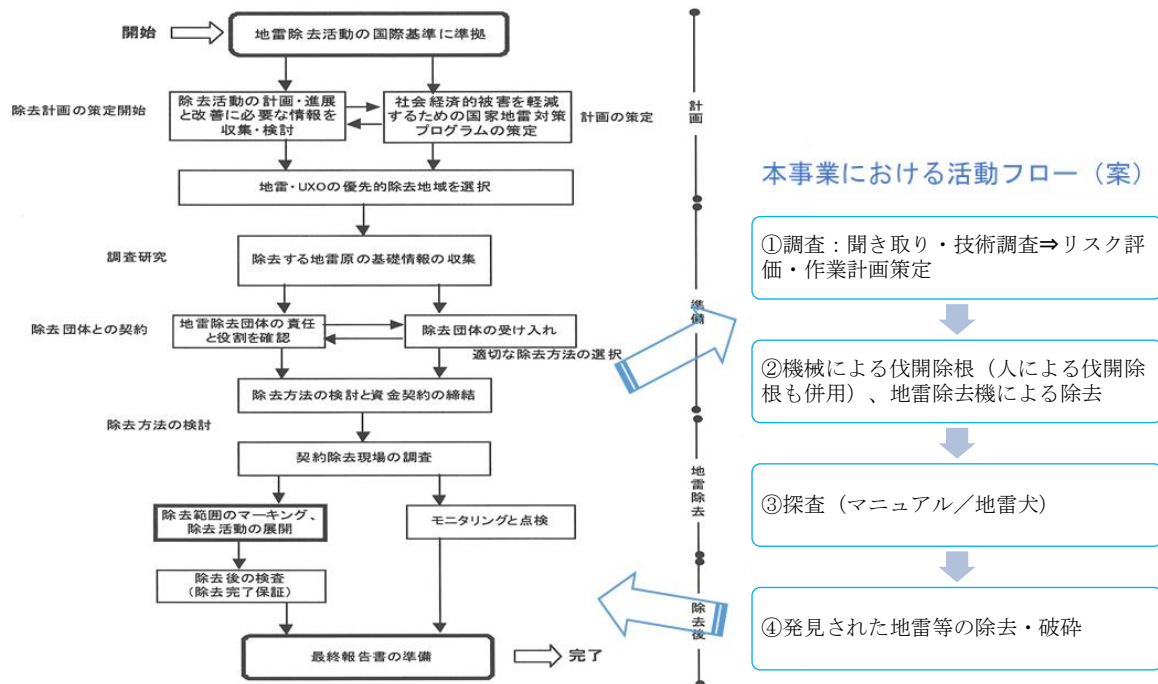 開始
地雷除去活動の国際基準に準拠
除去計画の策定開始
除去活動の計画・進展
と改善に必要な情報を
収集・検討
社会経済的被害を軽減
するための国家地雷対策
プログラムの策定
計画の策定
地雷・UXOの優先的除去地域を選択
調査研究
除去する地雷原の基礎情報の収集
除去団体との契約
地雷除去団体の責任
と役割を確認
除去団体の受け入れ
適切な除去方法の選択
除去方法の検討と資金契約の締結
除去方法の検討
契約除去現場の調査
除去範囲のマーキング、
除去活動の展開
モニタリングと点検
除去後の検査
(除去完了保証)
最終報告書の準備
完了
計画
準備
地雷除去
除去後
本事業における活動フロー（案）
①調査：聞き取り・技術調査⇒リスク評
価・作業計画策定
②機械による伐開除根（人による伐開除
根も併用）、地雷除去機による除去
③探査（マニュアル／地雷犬）
④発見された地雷等の除去・破砕